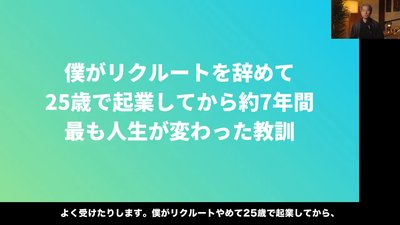 僕がリクルートを辞めて
25歳で起業してから約7年間
最も人生が変わった教訓
よく受けたりします。僕がリクルートやめて25歳で起業してから、